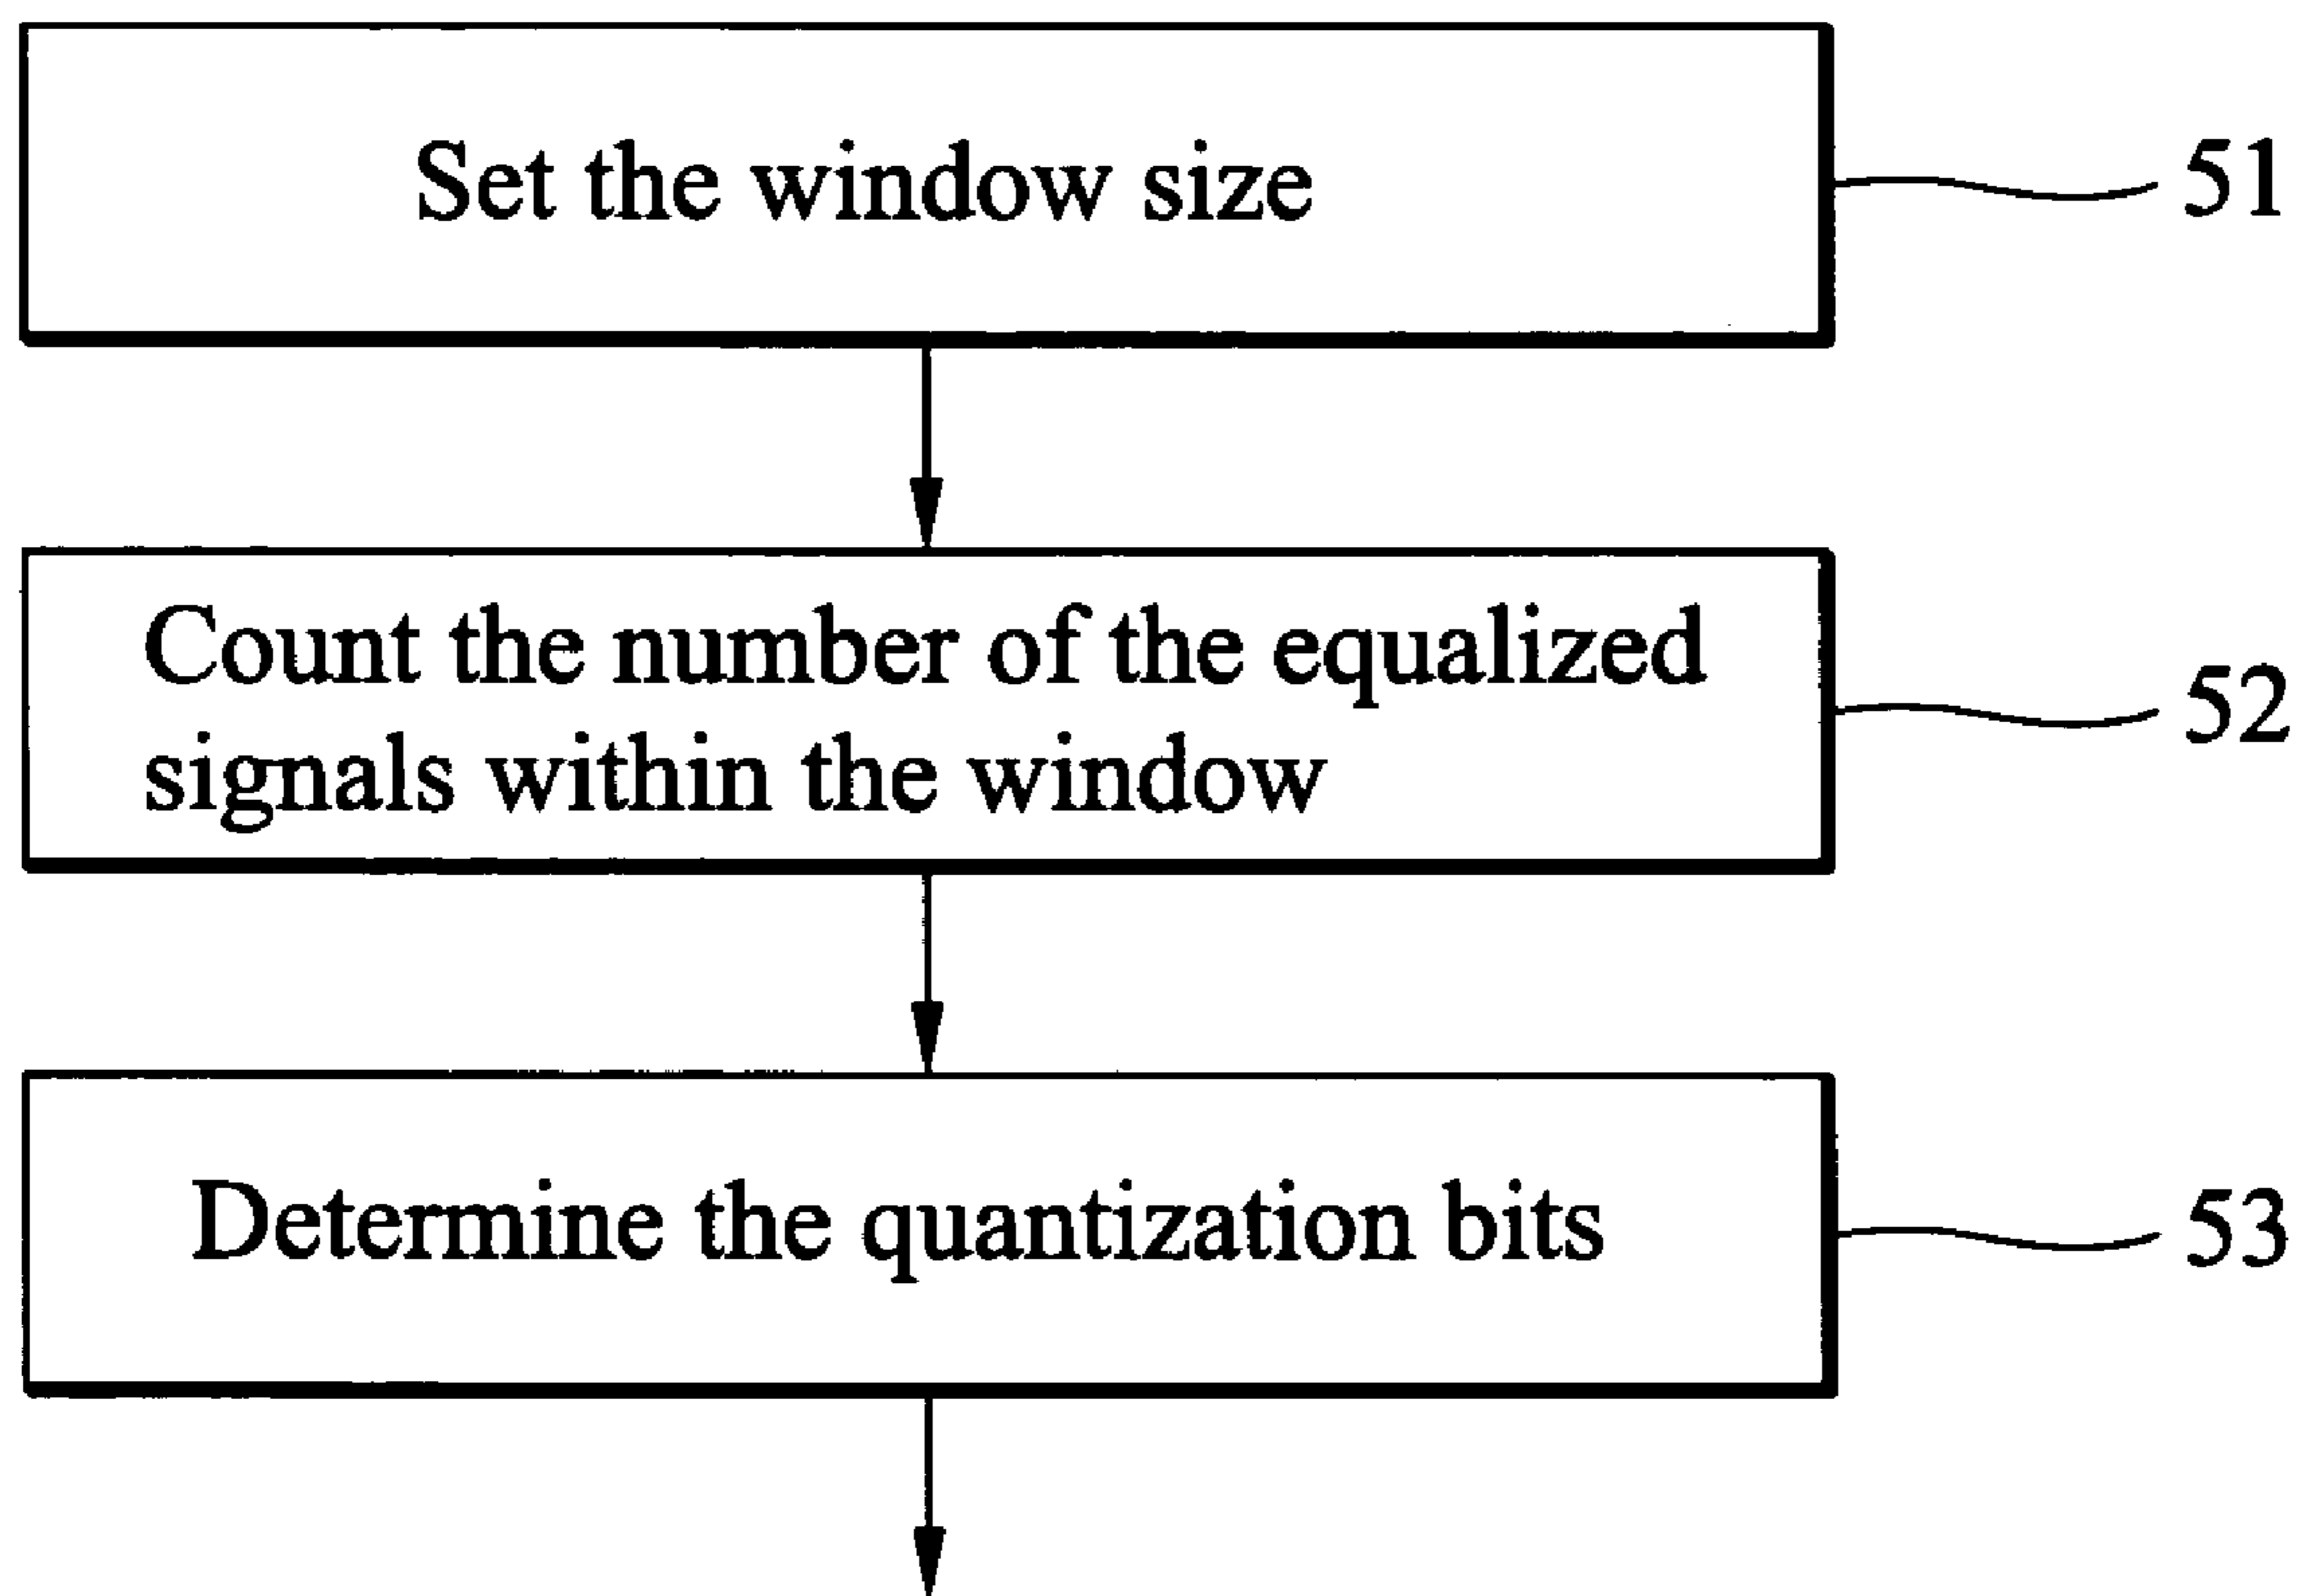 Set the window size
51
Count the number of the equalized
signals within the window
52
Determine the quantization bits
53